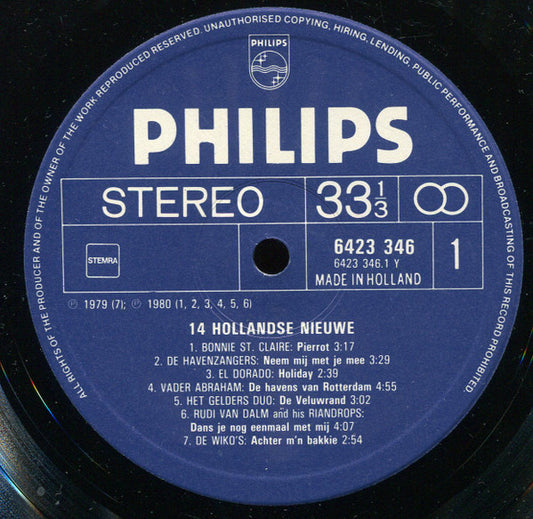 ALL RIGHTS OF THE PRODUCER AND OF THE OWNER OF THE WORK REPRODUCED RESERVED. UNAUTHORISED COPYING, HIRING, LENDING, PUBLIC PERFORMANCE AND BROADCASTING OF THIS RECORD PROHIBITED.
PHILIPS
PHILIPS
STEREO 33 1/3
STEMRA
6423 346
6423 346.1 Y
MADE IN HOLLAND
1
℗ 1979 (7); ℗ 1980 (1, 2, 3, 4, 5, 6)
14 HOLLANDSE NIEUWE
1. BONNIE ST. CLAIRE: Pierrot 3:17
2. DE HAVENZANGERS: Neem mij met je mee 3:29
3. EL DORADO: Holiday 2:39
4. VADER ABRAHAM: De havens van Rotterdam 4:55
5. HET GELDERS DUO: De Veluwrand 3:02
6. RUDI VAN DALM and his RIANDROPS:
Dans je nog eenmaal met mij 4:07
7. DE WIKO'S: Achter m'n bakkie 2:54